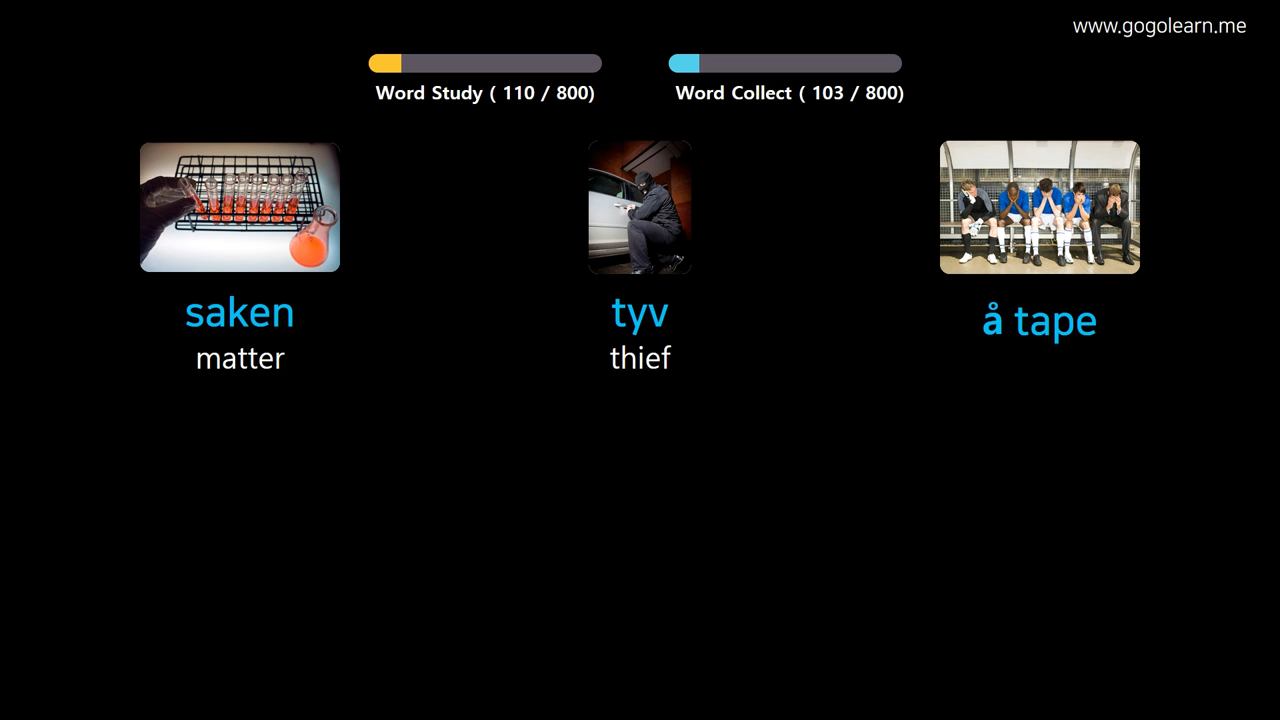 www.gogolearn.me
Word Study ( 110 / 800)
Word Collect ( 103 / 800)
saken
matter
tyv
thief
å tape